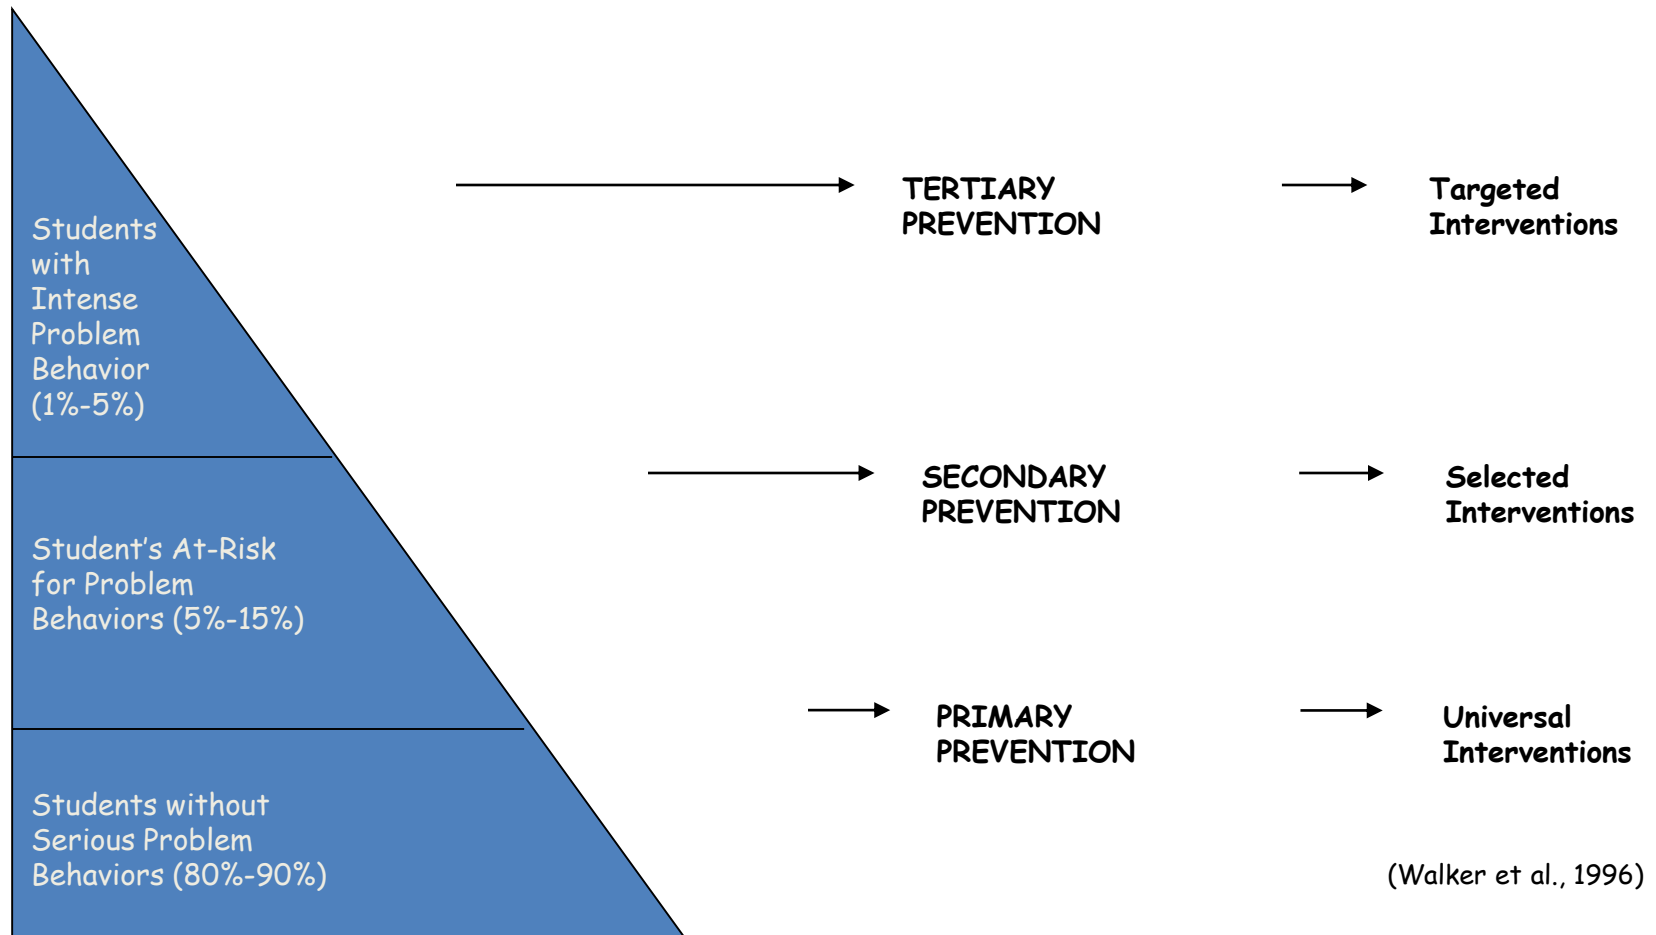 TERTIARY
PREVENTION
Targeted
Interventions
Students
with
Intense
Problem
Behavior
(1%-5%)
SECONDARY
PREVENTION
Selected
Interventions
Student’s At-Risk
for Problem
Behaviors (5%-15%)
PRIMARY
PREVENTION
Universal
Interventions
Students without
Serious Problem
Behaviors (80%-90%)
(Walker et al., 1996)